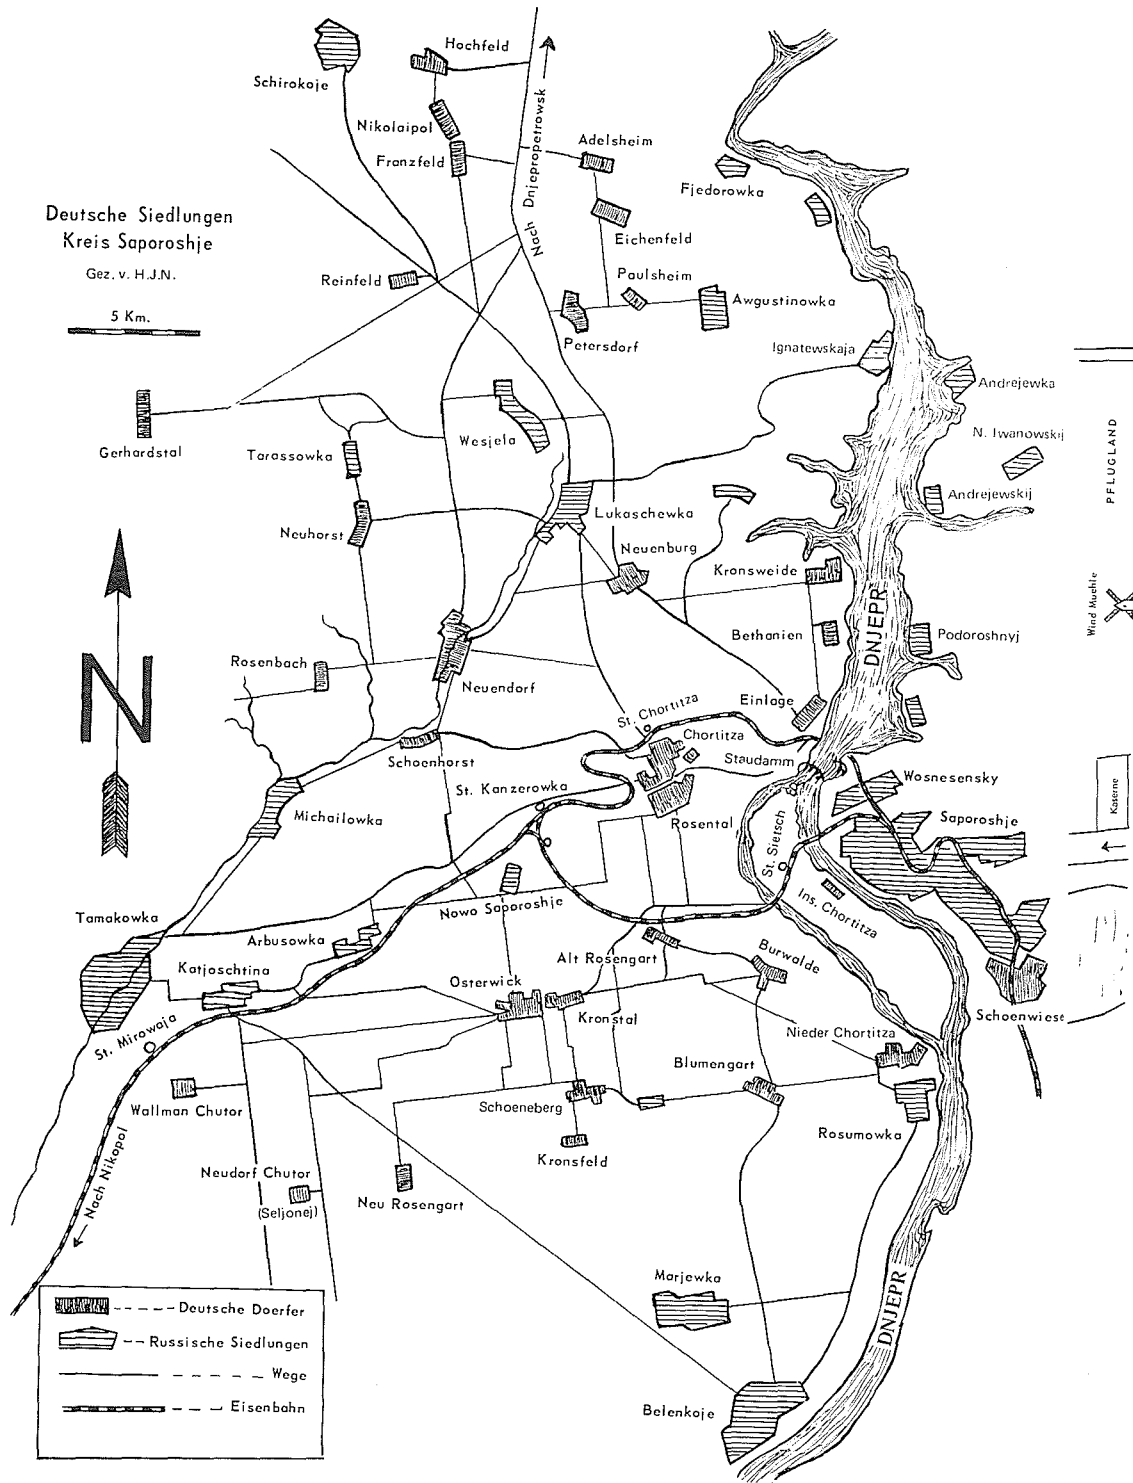 Hochfeld
Schirokoje
Nikolaipol
Franzfeld
Nach Dnjepropetrowsk
Adelsheim
Fjedorowka
Deutsche Siedlungen
Kreis Saporoshje
Gez. v. H.J.N.
5 Km.
Eichenfeld
Reinfeld
Paulsheim
Awgustinowka
Petersdorf
Ignatewskaja
Andrejewka
N. Iwanowskij
PFLUGLAND
Gerhardstal
Tarassowka
Wesjela
Andrejewskij
Neuhorst
Lukaschewka
Neuenburg
Kronsweide
DNJEPR
Wind Muehle
Bethanien
Podoroshnyj
Rosenbach
Neuendorf
Einlage
N
St. Chortitza
Chortitza
Schoenhorst
Staudamm
Wosnesensky
St. Kanzerowka
Michailowka
Rosental
Saporoshje
Kaserne
St. Sietsch
Ins. Chortitza
Nowo Saporoshje
Tamakowka
Arbusowka
Alt Rosengart
Burwalde
Katjoschtina
Osterwick
Kronstal
Schoenwiese
St. Mirowaja
Nieder Chortitza
Blumengart
Wallman Chutor
Schoeneberg
Rosumowka
Kronsfeld
Neudorf Chutor
(Seljonej)
Neu Rosengart
Nach Nikopol
Marjewka
DNJEPR
Belenkoje
Deutsche Doerfer
Russische Siedlungen
Wege
Eisenbahn